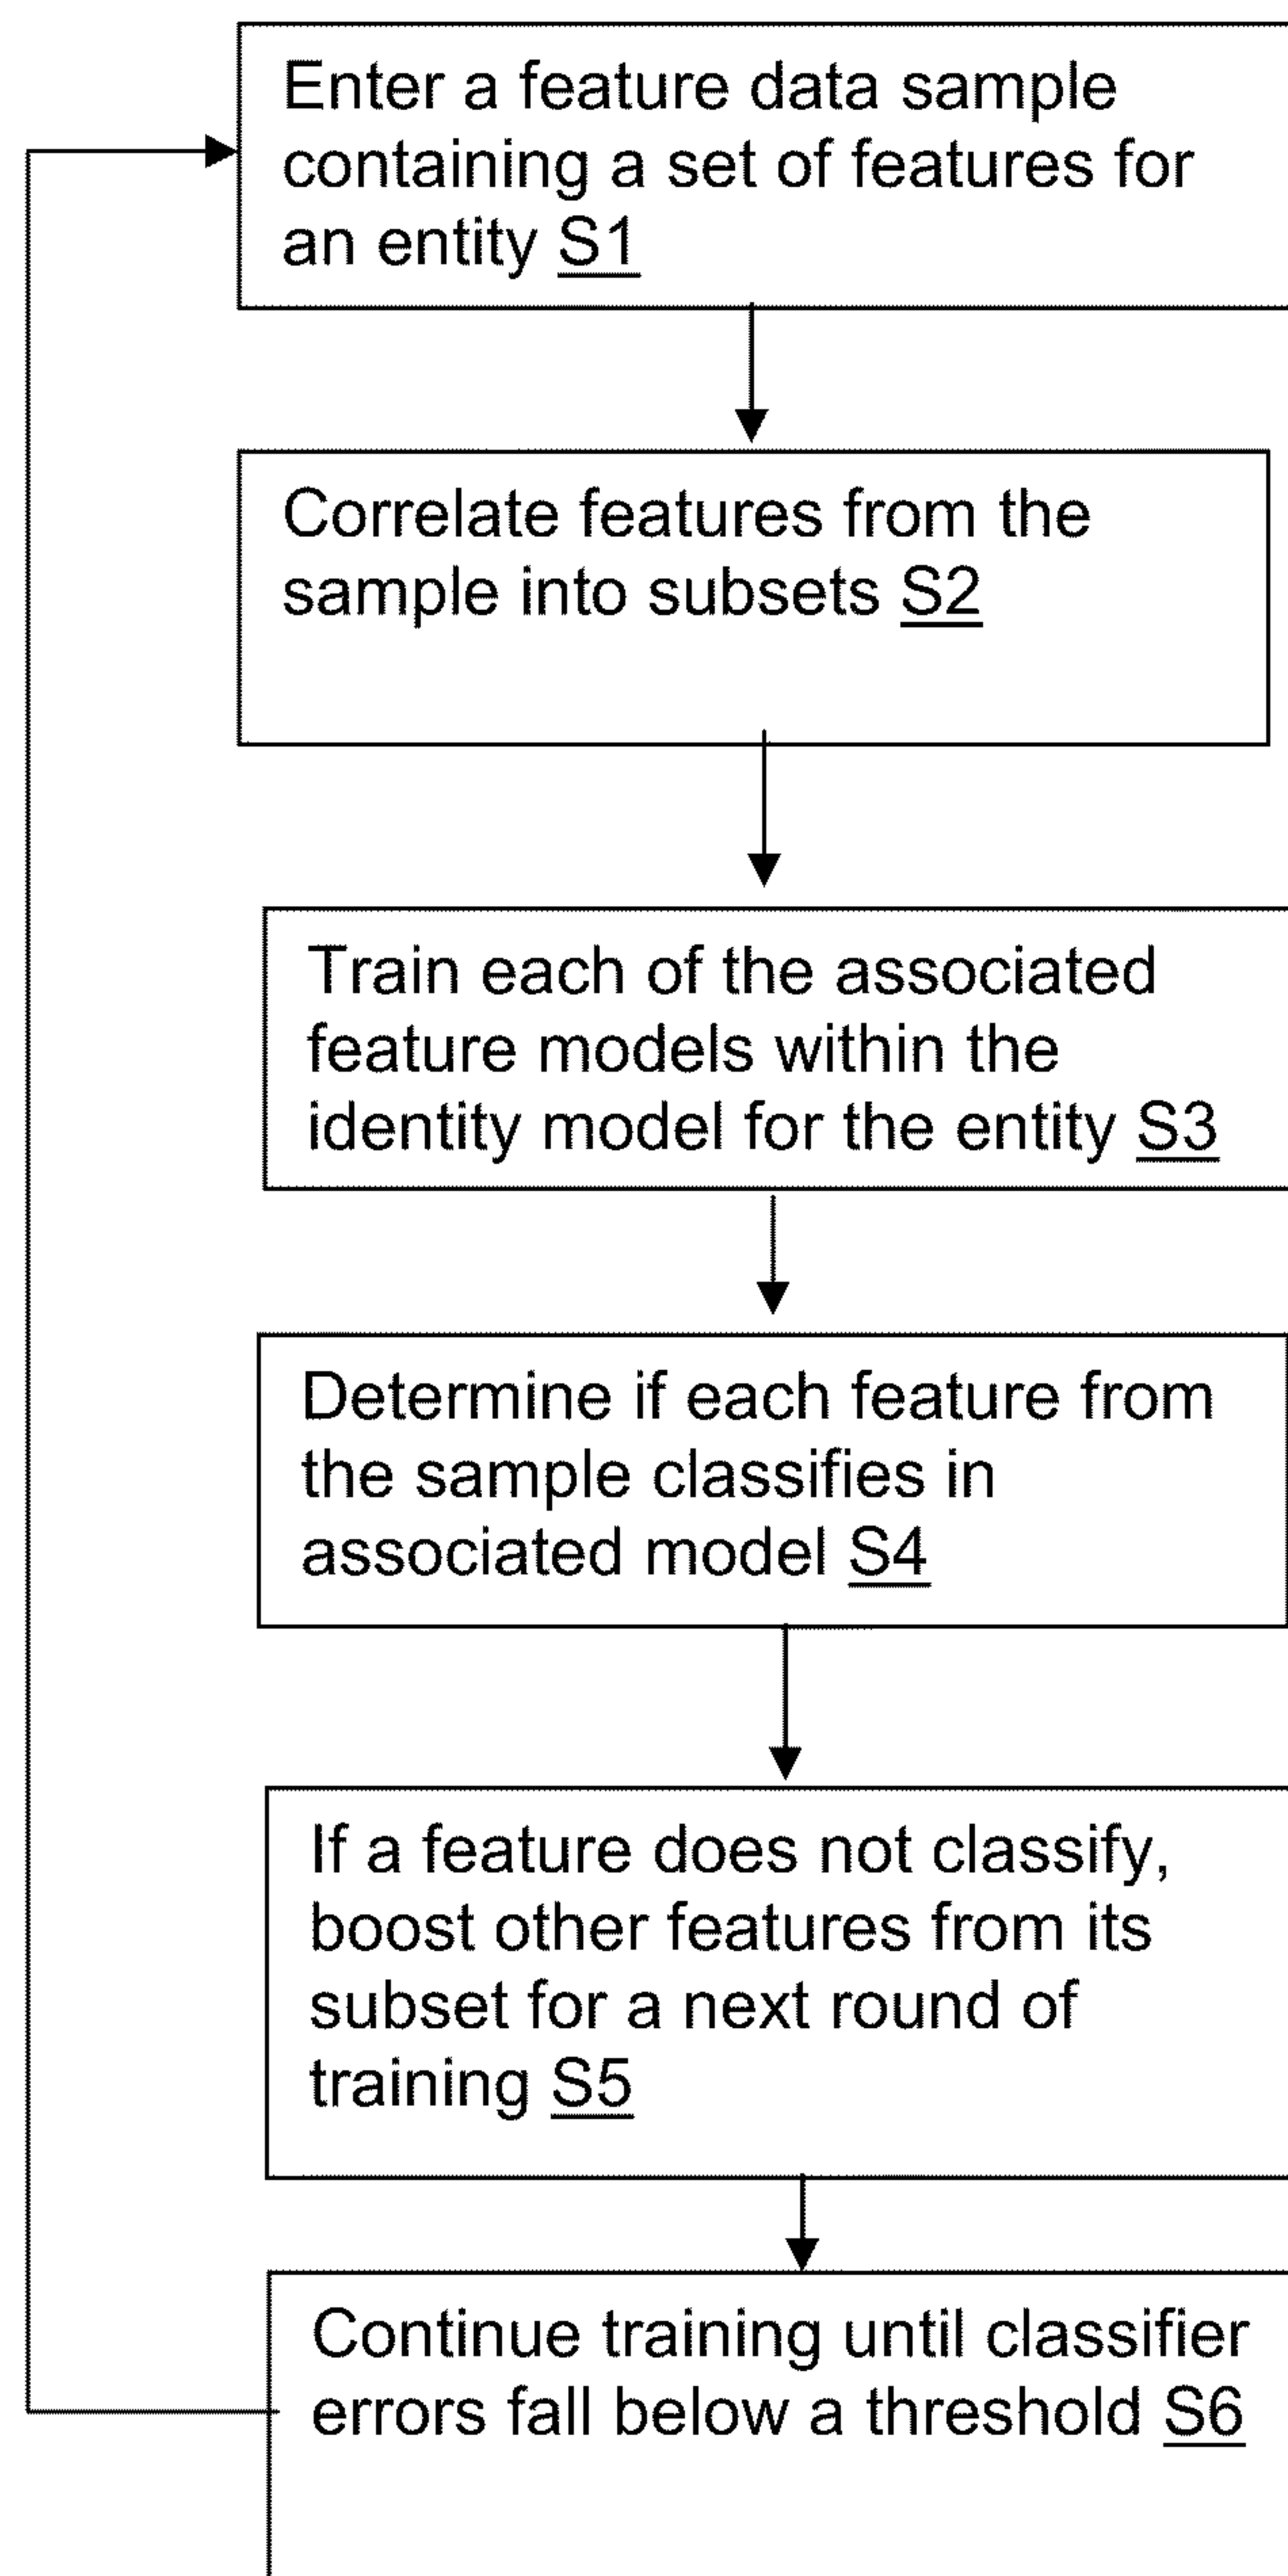 Enter a feature data sample
containing a set of features for
an entity S1
Correlate features from the
sample into subsets S2
Train each of the associated
feature models within the
identity model for the entity S3
Determine if each feature from
the sample classifies in
associated model S4
If a feature does not classify,
boost other features from its
subset for a next round of
training S5
Continue training until classifier
errors fall below a threshold S6